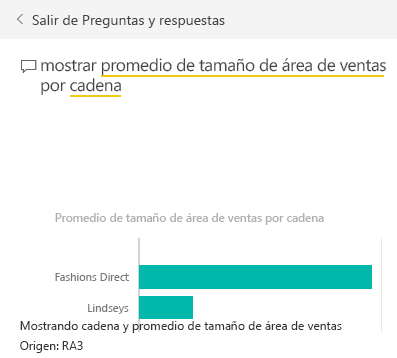 Salir de Preguntas y respuestas
mostrar promedio de tamaño de área de ventas
por cadena
Promedio de tamaño de área de ventas por cadena
Fashions Direct
Lindseys
Mostrando cadena y promedio de tamaño de área de ventas
Origen: RA3